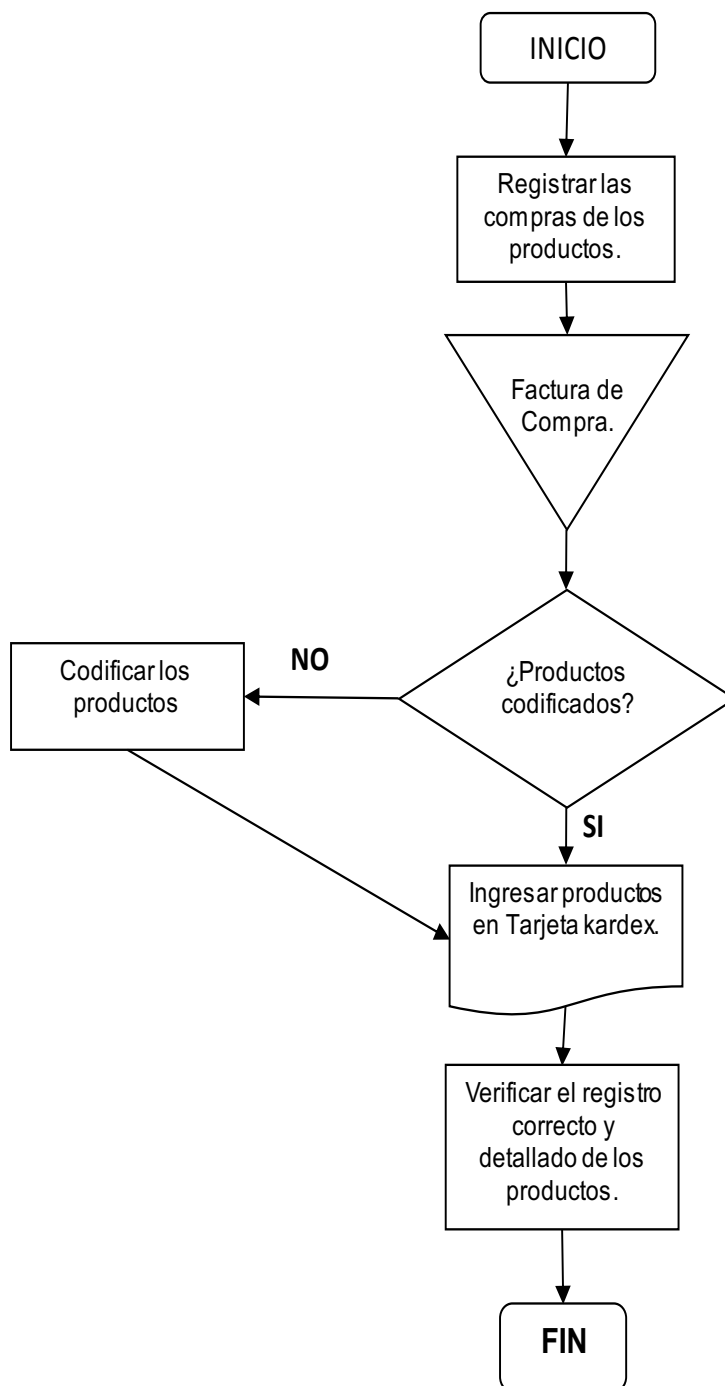 INICIO
Registrar las
compras de los
productos.
Factura de
Compra.
¿Productos
codificados?
NO
Codificar los
productos
SI
Ingresar productos
en Tarjeta kardex.
Verificar el registro
correcto y
detallado de los
productos.
FIN